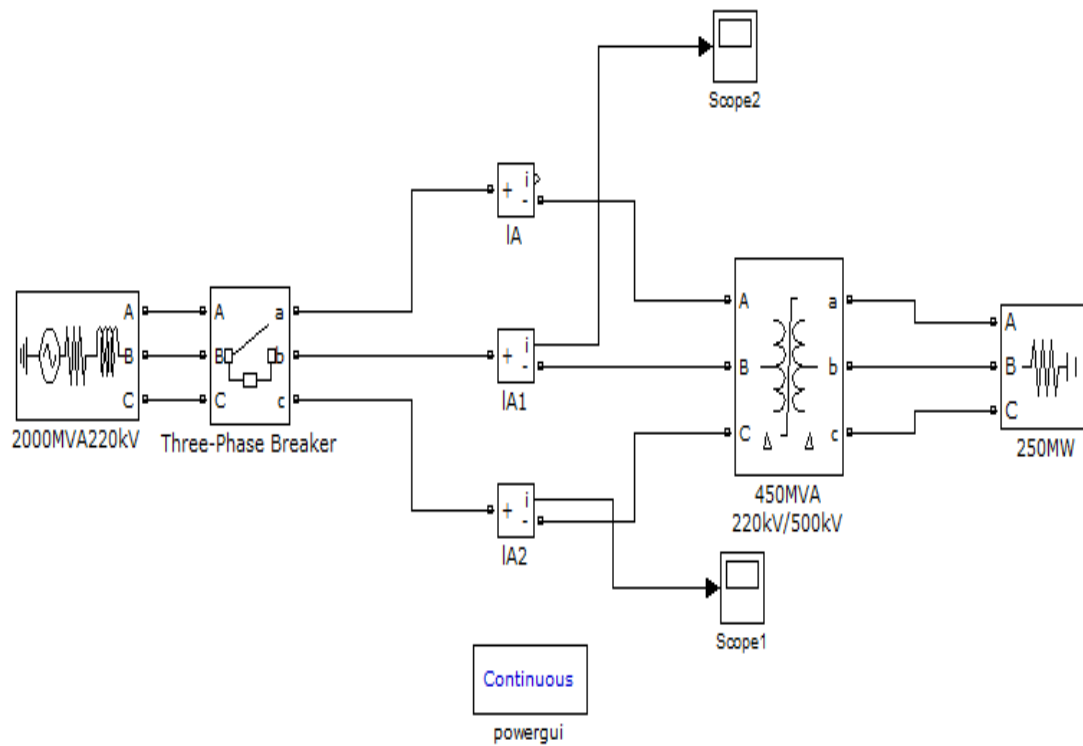 Scope2
+ i -
IA
A B C
2000MVA220kV
A B C a b c
Three-Phase Breaker
+ i -
IA1
A B C a b c
450MVA
220kV/500kV
A B C
250MW
+ i -
IA2
Scope1
Continuous
powergui